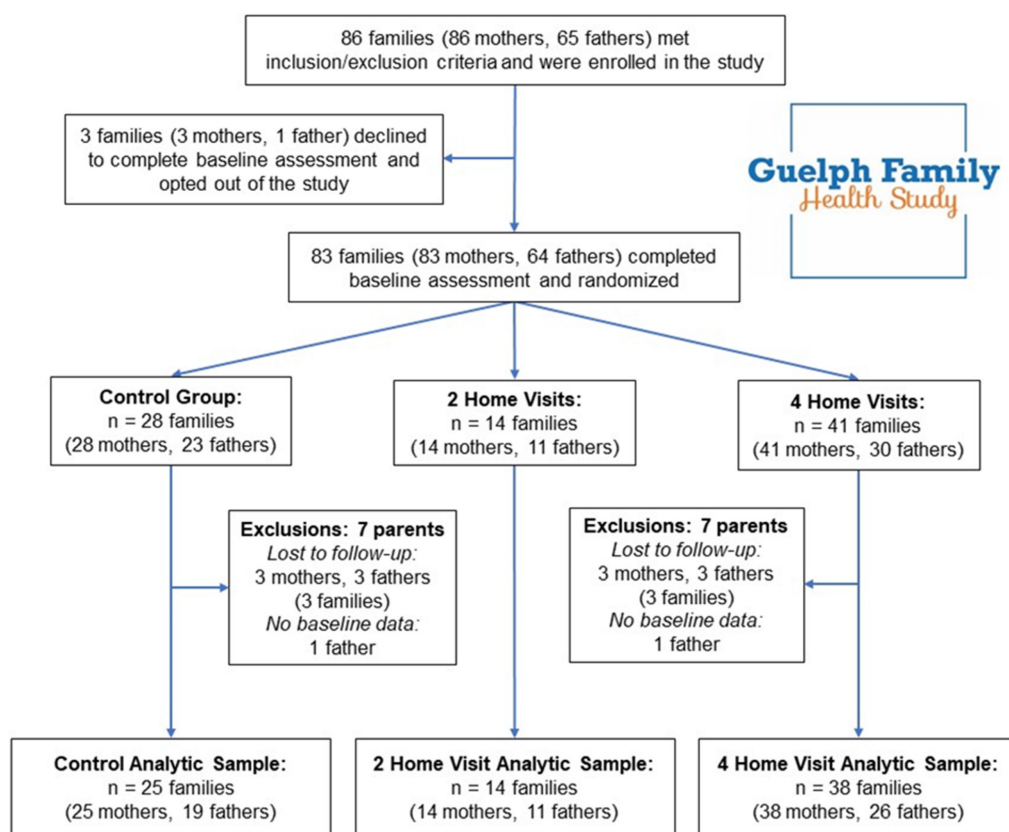 86 families (86 mothers, 65 fathers) met
inclusion/exclusion criteria and were enrolled in the study
3 families (3 mothers, 1 father) declined
to complete baseline assessment and
opted out of the study
Guelph Family
Health Study
83 families (83 mothers, 64 fathers) completed
baseline assessment and randomized
Control Group:
n = 28 families
(28 mothers, 23 fathers)
2 Home Visits:
n = 14 families
(14 mothers, 11 fathers)
4 Home Visits:
n = 41 families
(41 mothers, 30 fathers)
Exclusions: 7 parents
Lost to follow-up:
3 mothers, 3 fathers
(3 families)
No baseline data:
1 father
Exclusions: 7 parents
Lost to follow-up:
3 mothers, 3 fathers
(3 families)
No baseline data:
1 father
Control Analytic Sample:
n = 25 families
(25 mothers, 19 fathers)
2 Home Visit Analytic Sample:
n = 14 families
(14 mothers, 11 fathers)
4 Home Visit Analytic Sample:
n = 38 families
(38 mothers, 26 fathers)